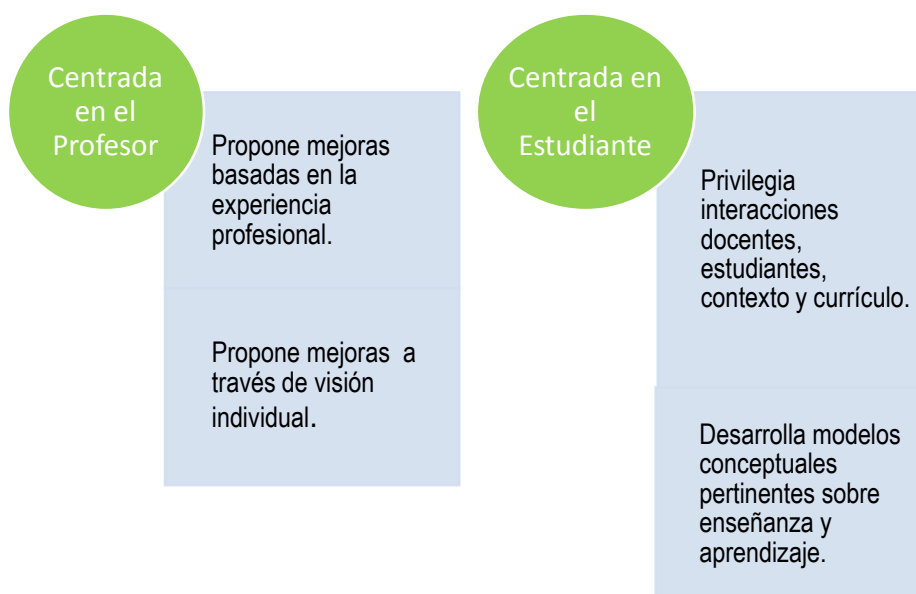 Centrada
en el
Profesor
Propone mejoras
basadas en la
experiencia
profesional.
Propone mejoras  a
través de visión
individual.
Centrada en
el
Estudiante
Privilegia
interacciones
docentes,
estudiantes,
contexto y currículo.
Desarrolla modelos
conceptuales
pertinentes sobre
enseñanza y
aprendizaje.